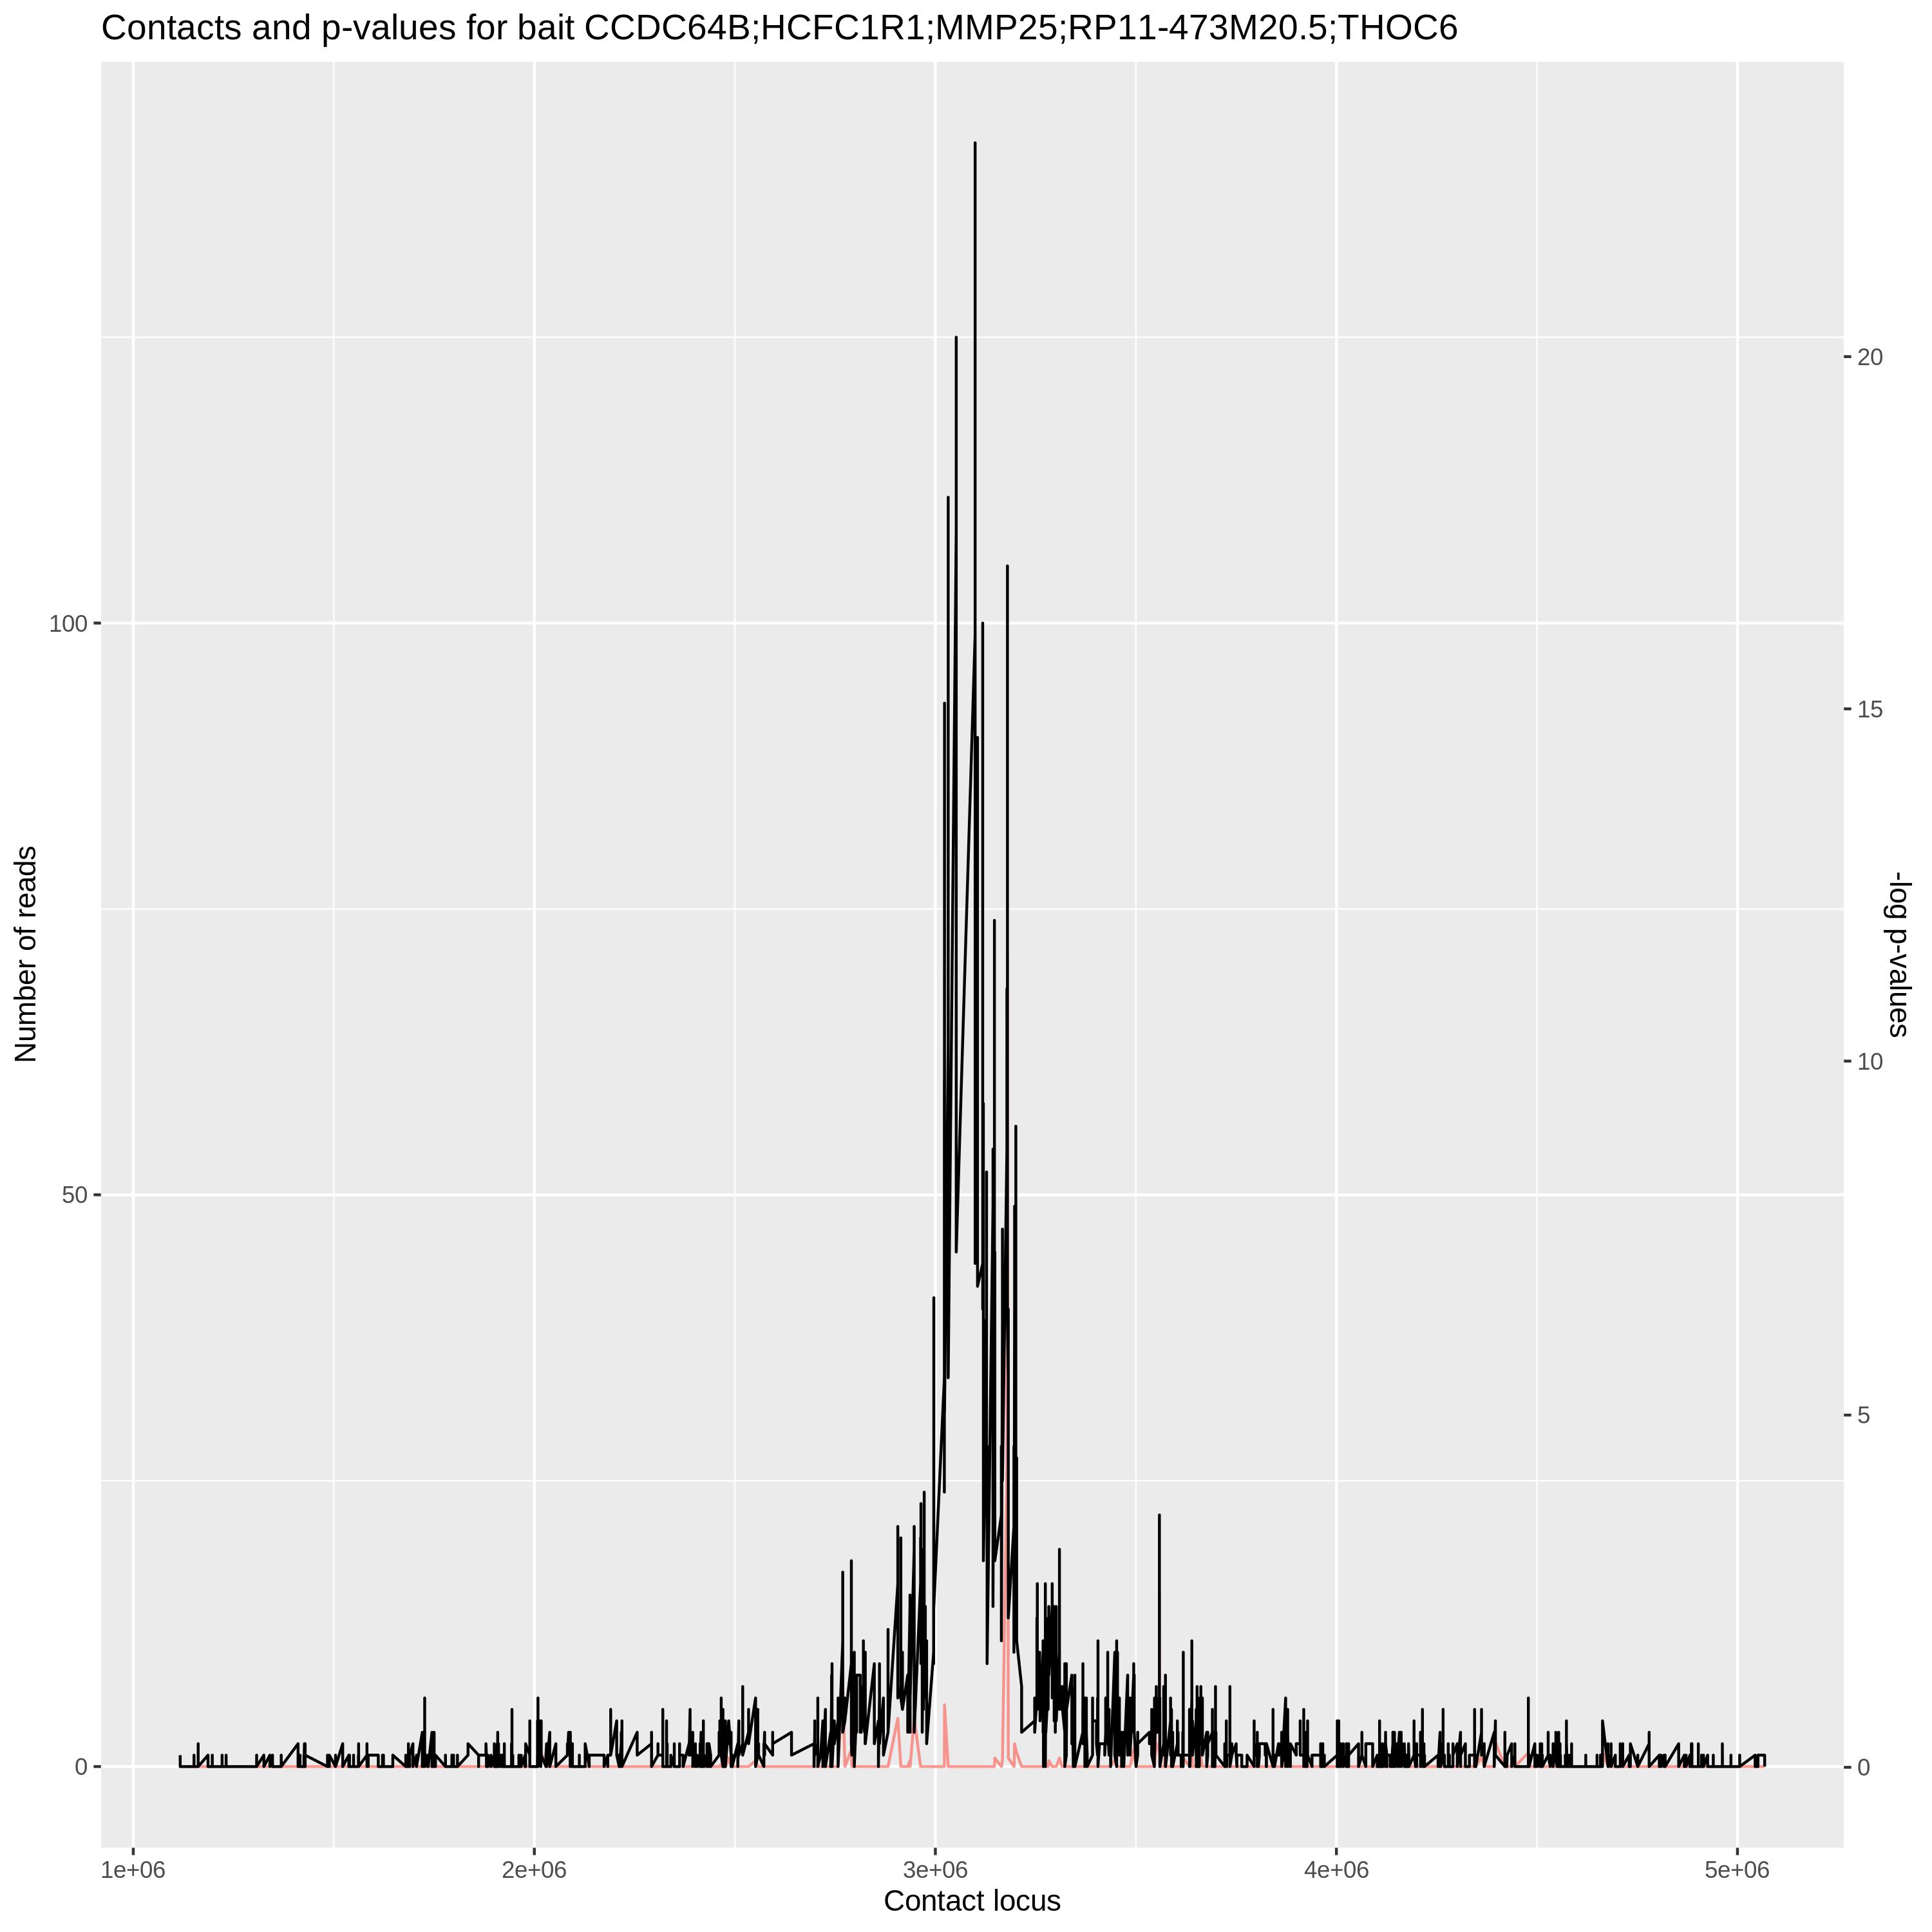 Contacts and p-values for bait CCDC64B;HCFC1R1;MMP25;RP11-473M20.5;THOC6
Number of reads
100
50
0
20
15
10
5
0
-log p-values
1e+06 2e+06 3e+06 4e+06 5e+06
Contact locus